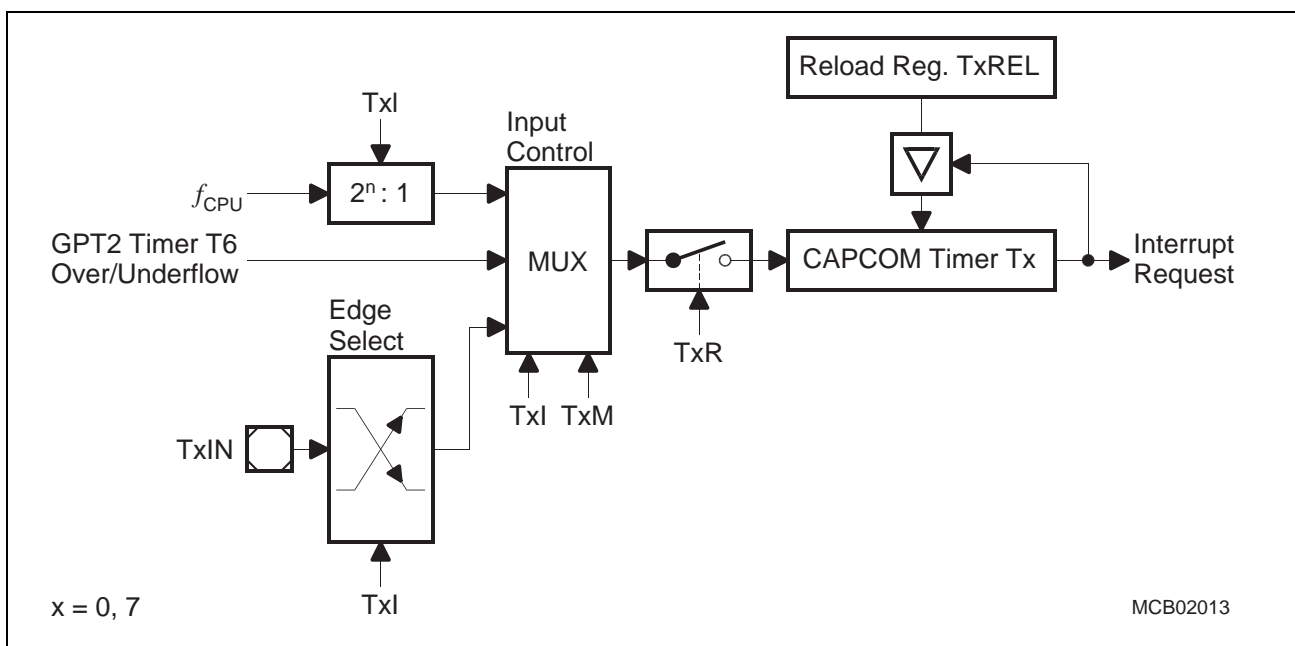 Reload Reg. TxREL
TxI
Input
Control
fCPU
2ⁿ : 1
GPT2 Timer T6
Over/Underflow
MUX
CAPCOM Timer Tx
Interrupt
Request
Edge
Select
TxR
TxI
TxM
TxIN
TxI
x = 0, 7
MCB02013